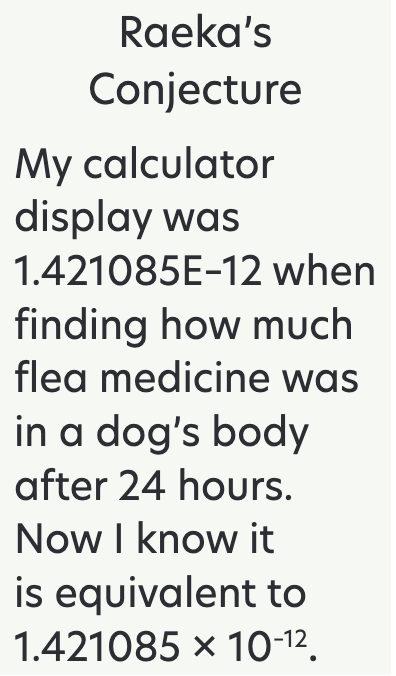 Raeka’s
Conjecture
My calculator
display was
1.421085E–12 when
finding how much
flea medicine was
in a dog’s body
after 24 hours.
Now I know it
is equivalent to
1.421085 × 10⁻¹².